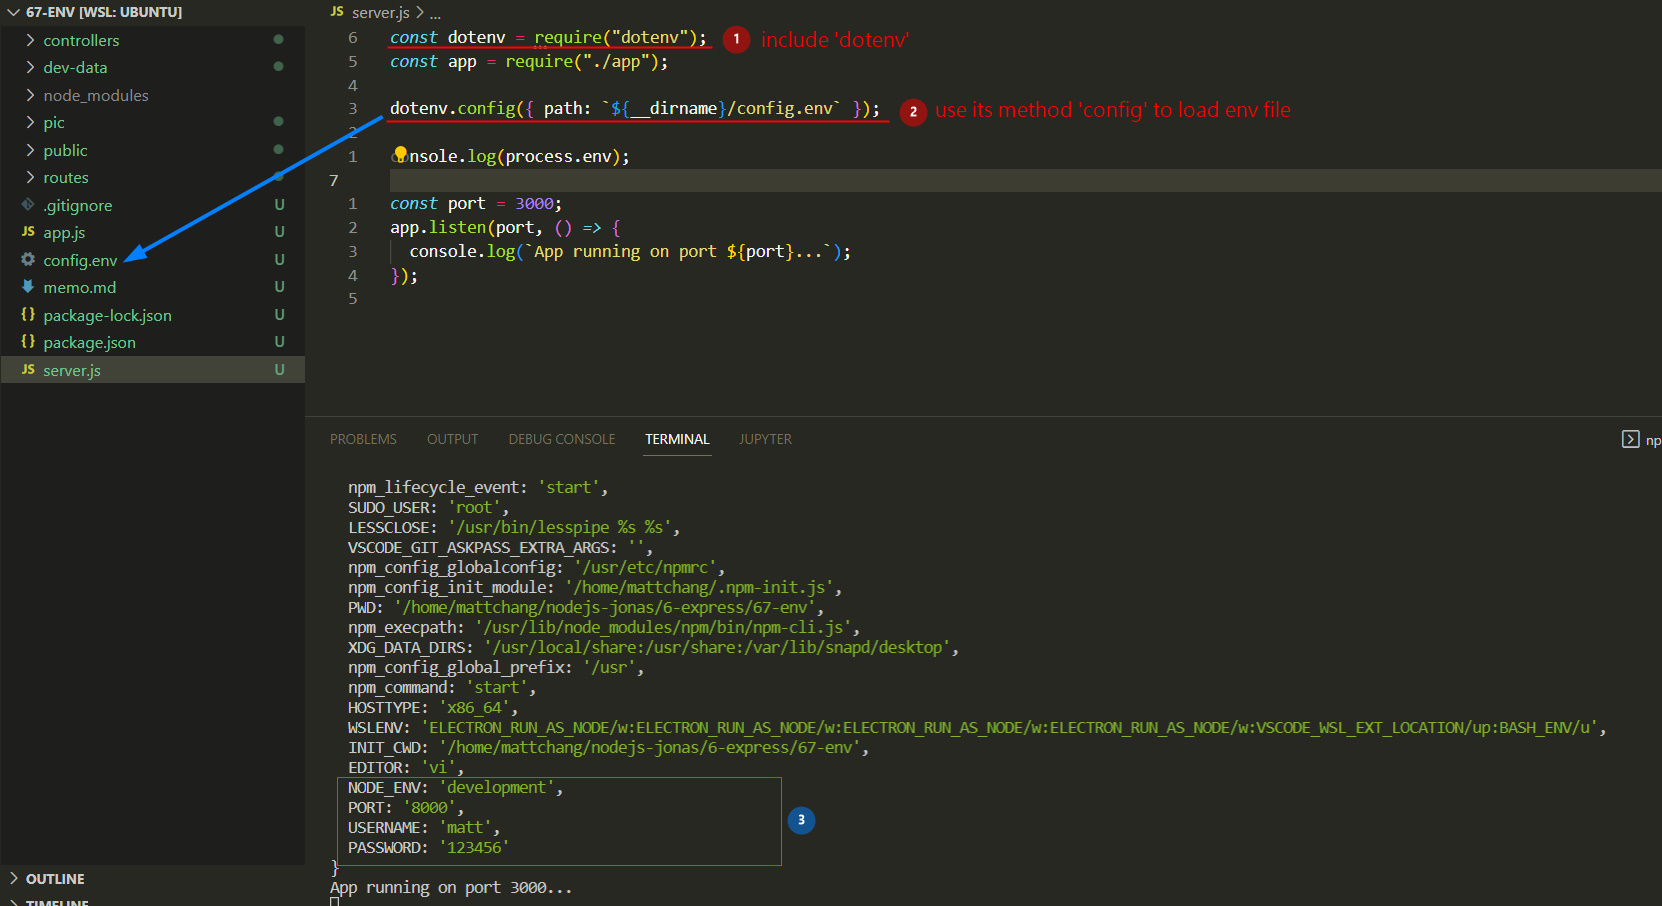 67-ENV [WSL: UBUNTU]
controllers
dev-data
node_modules
pic
public
routes
.gitignore U
JS app.js U
config.env U
memo.md U
{} package-lock.json U
{} package.json U
JS server.js U
OUTLINE
TIMELINE
JS server.js > ...
6 const dotenv = require("dotenv"); 1 include 'dotenv'
5 const app = require("./app");
4
3 dotenv.config({ path: `${__dirname}/config.env` }); 2 use its method 'config' to load env file
2
1 console.log(process.env);
7
1 const port = 3000;
2 app.listen(port, () => {
3 console.log(`App running on port ${port}...`);
4 });
5
PROBLEMS OUTPUT DEBUG CONSOLE TERMINAL JUPYTER np
npm_lifecycle_event: 'start',
SUDO_USER: 'root',
LESSCLOSE: '/usr/bin/lesspipe %s %s',
VSCODE_GIT_ASKPASS_EXTRA_ARGS: '',
npm_config_globalconfig: '/usr/etc/npmrc',
npm_config_init_module: '/home/mattchang/.npm-init.js',
PWD: '/home/mattchang/nodejs-jonas/6-express/67-env',
npm_execpath: '/usr/lib/node_modules/npm/bin/npm-cli.js',
XDG_DATA_DIRS: '/usr/local/share:/usr/share:/var/lib/snapd/desktop',
npm_config_global_prefix: '/usr',
npm_command: 'start',
HOSTTYPE: 'x86_64',
WSLENV: 'ELECTRON_RUN_AS_NODE/w:ELECTRON_RUN_AS_NODE/w:ELECTRON_RUN_AS_NODE/w:ELECTRON_RUN_AS_NODE/w:VSCODE_WSL_EXT_LOCATION/up:BASH_ENV/u',
INIT_CWD: '/home/mattchang/nodejs-jonas/6-express/67-env',
EDITOR: 'vi',
NODE_ENV: 'development',
PORT: '8000',
USERNAME: 'matt', 3
PASSWORD: '123456'
}
App running on port 3000...